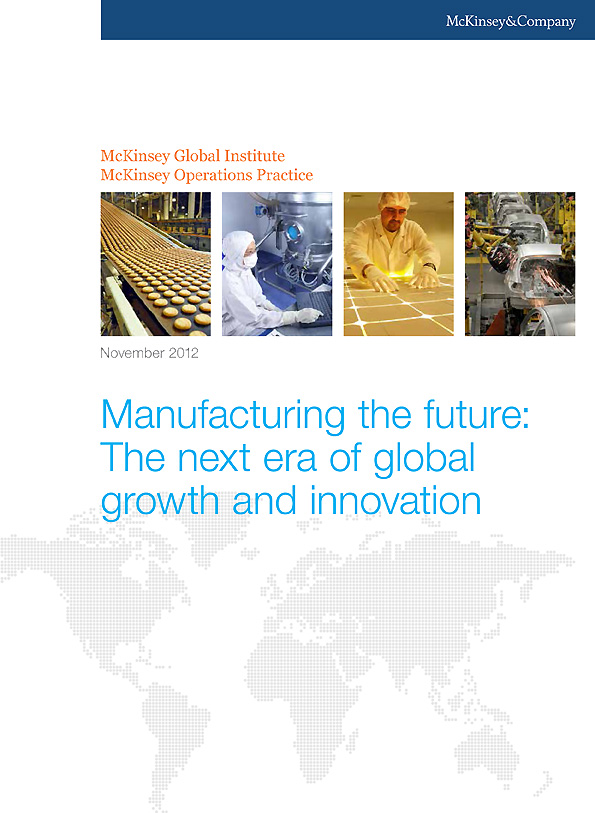 McKinsey&Company
McKinsey Global Institute
McKinsey Operations Practice
November 2012
Manufacturing the future:
The next era of global
growth and innovation